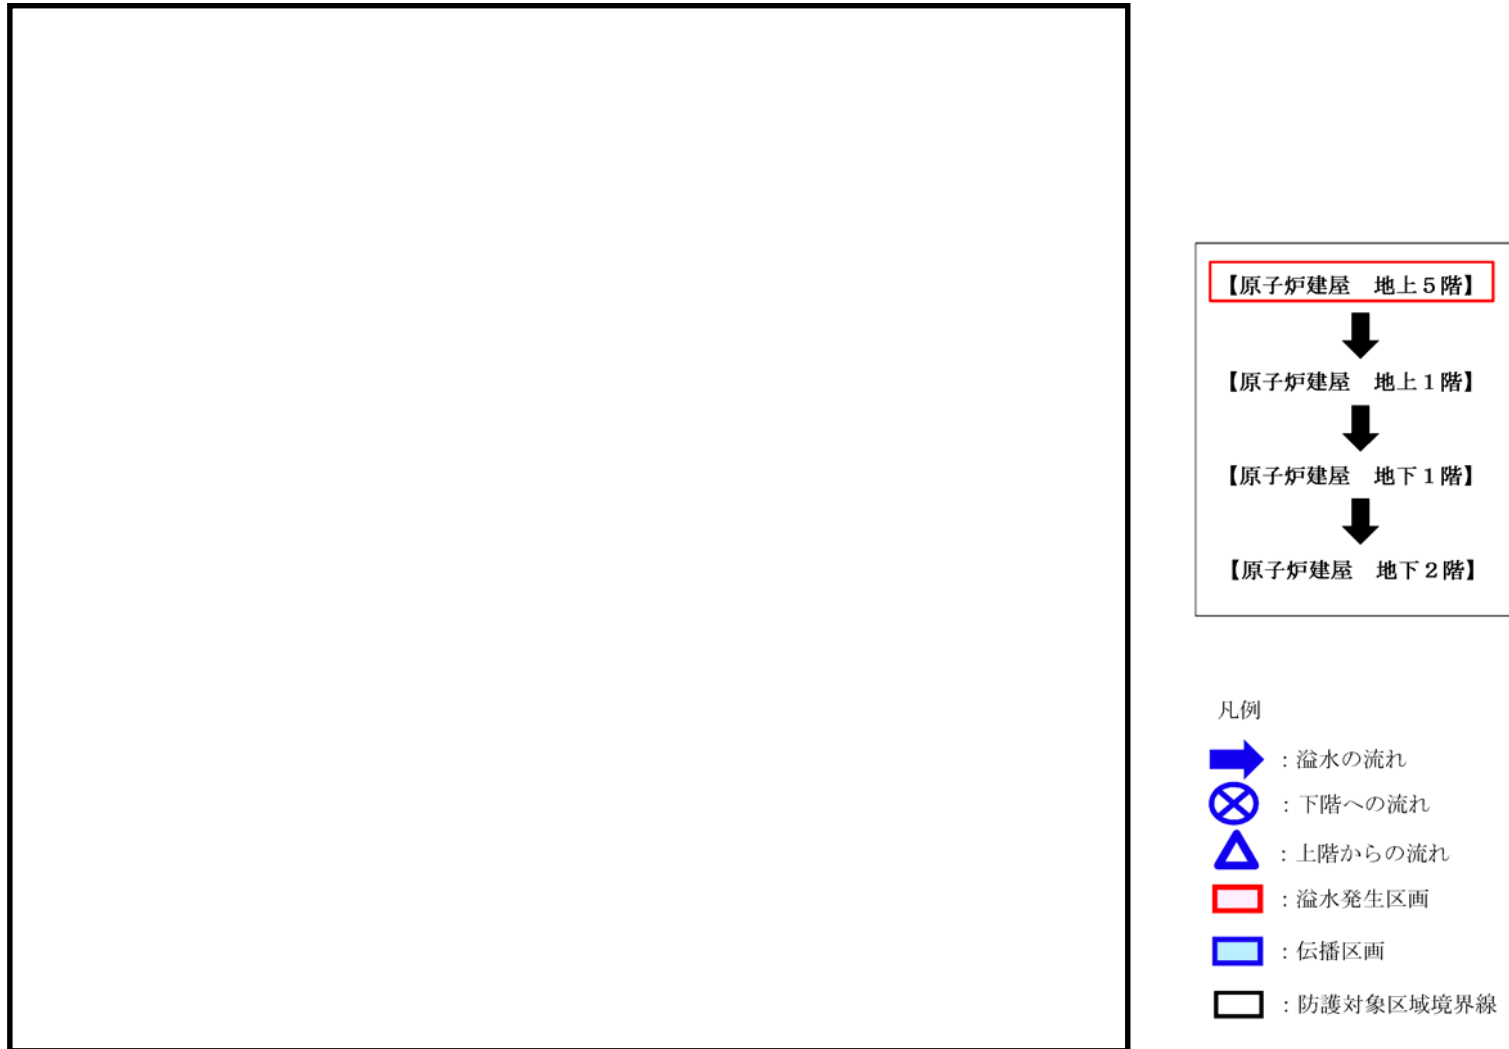 【原子炉建屋　地上５階】
【原子炉建屋　地上１階】
【原子炉建屋　地下１階】
【原子炉建屋　地下２階】
凡例
：溢水の流れ
：下階への流れ
：上階からの流れ
：溢水発生区画
：伝播区画
：防護対象区域境界線